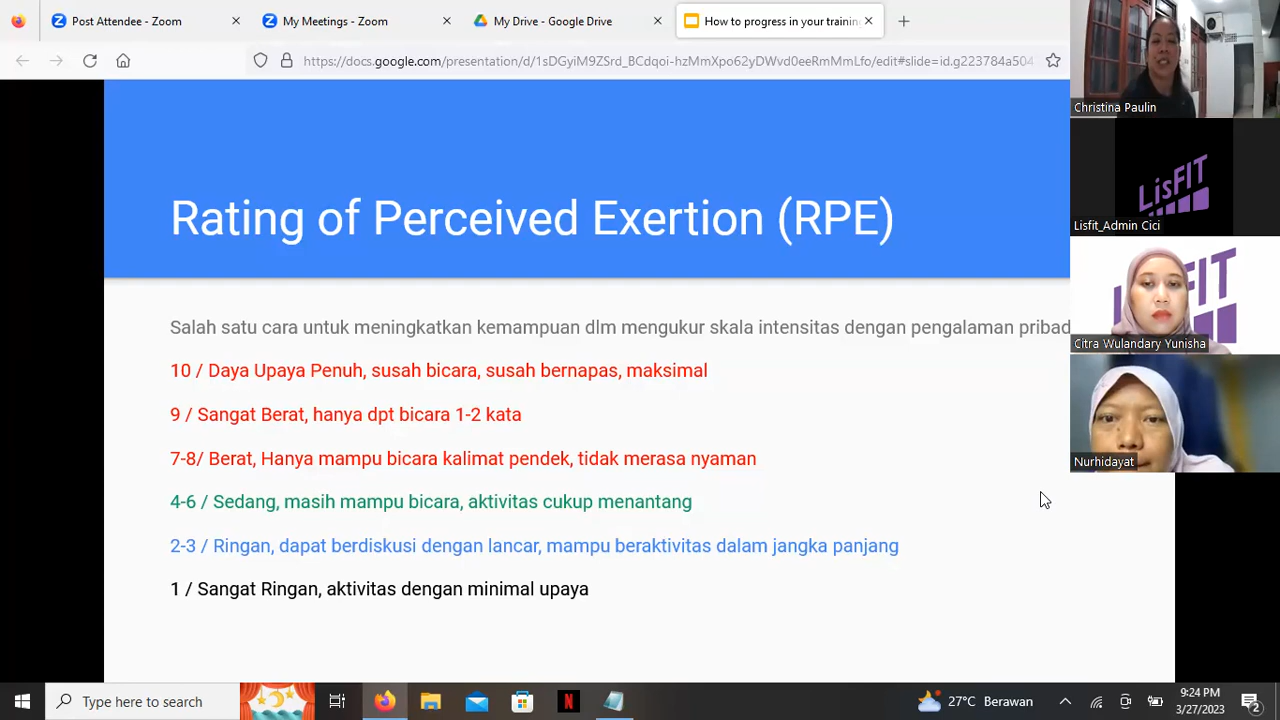 Post Attendee - Zoom
My Meetings - Zoom
My Drive - Google Drive
How to progress in your trainin
https://docs.google.com/presentation/d/1sDGyiM9ZSrd_BCdqoi-hzMmXpoS2yDWvd0eeRmMmLfo/edit#slide=id.g223784a504
Rating of Perceived Exertion (RPE)
Salah satu cara untuk meningkatkan kemampuan dlm mengukur skala intensitas dengan pengalaman pribad
10 / Daya Upaya Penuh, susah bicara, susah bernapas, maksimal
9 / Sangat Berat, hanya dpt bicara 1-2 kata
7-8/ Berat, Hanya mampu bicara kalimat pendek, tidak merasa nyaman
4-6 / Sedang, masih mampu bicara, aktivitas cukup menantang
2-3 / Ringan, dapat berdiskusi dengan lancar, mampu beraktivitas dalam jangka panjang
1 / Sangat Ringan, aktivitas dengan minimal upaya
Christina Paulin
LisFIT
Lisfit_Admin Cici
FIT
Citra Wulandary Yunisha
Nurhidayat
Type here to search
27°C Berawan
9:24 PM
3/27/2023
2